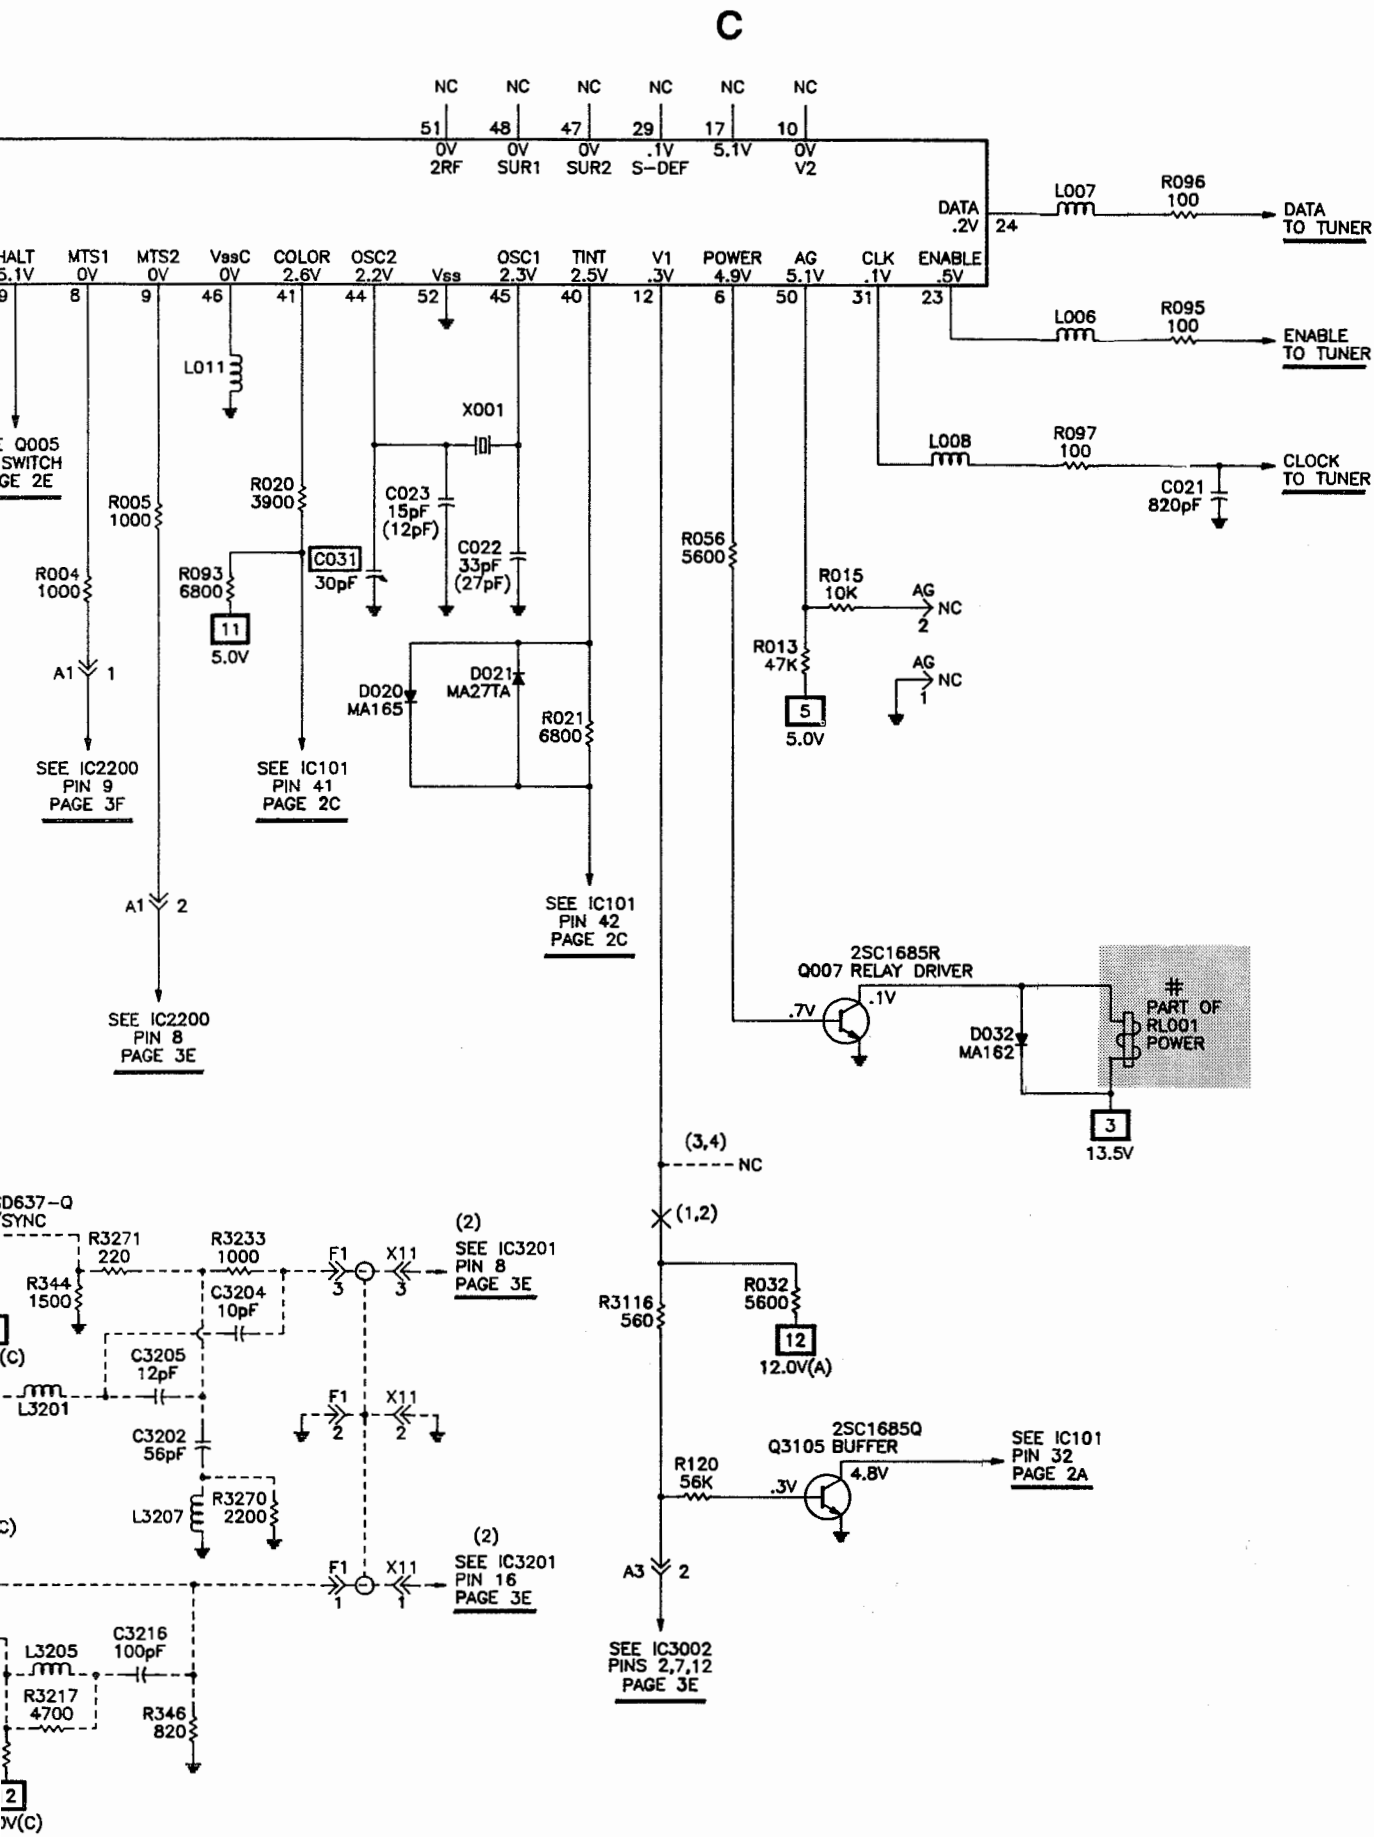 C
NC NC NC NC NC NC
51 48 47 29 17 10
0V 0V 0V .1V 5.1V 0V
2RF SUR1 SUR2 S-DEF V2
L007
R096
100
DATA
.2V
24
DATA
TO TUNER
HALT MTS1 MTS2 VssC COLOR OSC2 Vss OSC1 TINT V1 POWER AG CLK ENABLE
5.1V 0V 0V 0V 2.6V 2.2V 2.3V 2.5V .3V 4.9V 5.1V .1V .5V
9 8 9 46 41 44 52 45 40 12 6 50 31 23
L006
R095
100
ENABLE
TO TUNER
L011
X001
L008
R097
100
CLOCK
TO TUNER
C021
820pF
E Q005
SWITCH
GE 2E
R005
1000
R020
3900
C023
15pF
(12pF)
C022
33pF
(27pF)
R056
5600
R004
1000
R093
6800
C031
30pF
11
5.0V
R015
10K
AG
NC
2
R013
47K
AG
NC
1
5
5.0V
A1 1
D020
MA165
D021
MA27TA
R021
6800
SEE IC2200
PIN 9
PAGE 3F
SEE IC101
PIN 41
PAGE 2C
A1 2
SEE IC101
PIN 42
PAGE 2C
SEE IC2200
PIN 8
PAGE 3E
2SC1685R
Q007 RELAY DRIVER
.7V
.1V
D032
MA162
#
PART OF
RL001
POWER
3
13.5V
(3,4)
NC
(1,2)
SD637-Q
SYNC
R3271
220
R3233
1000
R344
1500
C3204
10pF
F1
3
X11
3
(2)
SEE IC3201
PIN 8
PAGE 3E
R3116
560
R032
5600
12
12.0V(A)
(C)
C3205
12pF
L3201
F1
2
X11
2
C3202
56pF
L3207
R3270
2200
2SC1685Q
Q3105 BUFFER
R120
56K
.3V
4.8V
SEE IC101
PIN 32
PAGE 2A
C)
F1
1
X11
1
(2)
SEE IC3201
PIN 16
PAGE 3E
A3 2
SEE IC3002
PINS 2,7,12
PAGE 3E
L3205
C3216
100pF
R3217
4700
R346
820
2
0V(C)